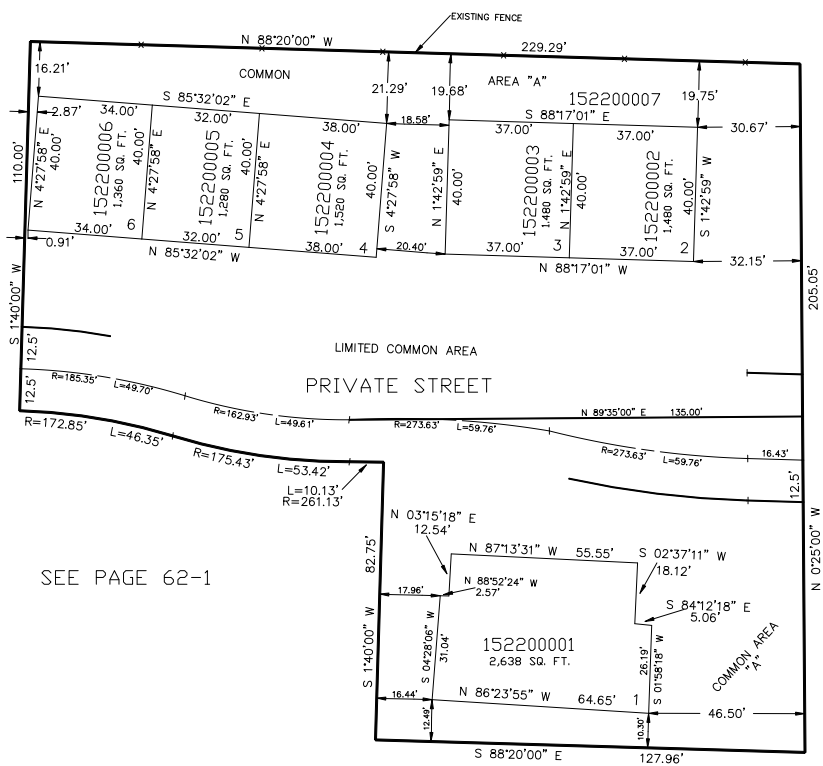 EXISTING FENCE
N 88°20'00" W
229.29'
16.21'
COMMON
AREA "A"
21.29'
19.68'
19.75'
152200007
S 85°32'02" E
S 88°17'01" E
34.00'
32.00'
38.00'
18.58'
37.00'
37.00'
30.67'
2.87'
110.00'
N 4°27'58" E
40.00'
152200006
1,360 SQ. FT.
40.00'
N 4°27'58" E
152200005
1,280 SQ. FT.
40.00'
N 4°27'58" E
152200004
1,520 SQ. FT.
40.00'
S 4°27'58" W
N 1°42'59" E
40.00'
152200003
1,480 SQ. FT.
N 1°42'59" E
40.00'
152200002
1,480 SQ. FT.
40.00'
S 1°42'59" W
34.00'
6
32.00'
5
38.00'
4
20.40'
37.00'
3
37.00'
2
32.15'
0.91'
N 85°32'02" W
N 88°17'01" W
S 1°40'00" W
205.05'
12.5'
12.5'
LIMITED COMMON AREA
PRIVATE STREET
R=185.35'
L=49.70'
R=162.93'
L=49.61'
R=273.63'
L=59.76'
N 89°35'00" E
135.00'
R=273.63'
L=59.76'
16.43'
R=172.85'
L=46.35'
R=175.43'
L=53.42'
L=10.13'
R=261.13'
12.5'
N 0°25'00" W
SEE PAGE 62-1
82.75'
S 1°40'00" W
N 03°15'18" E
12.54'
N 87°13'31" W
55.55'
S 02°37'11" W
18.12'
17.96'
N 88°52'24" W
2.57'
S 84°12'18" E
5.06'
S 04°28'06" W
31.04'
152200001
2,638 SQ. FT.
26.19'
S 01°58'18" W
COMMON AREA
"A"
16.44'
N 86°23'55" W
64.65'
1
46.50'
12.49'
10.30'
S 88°20'00" E
127.96'